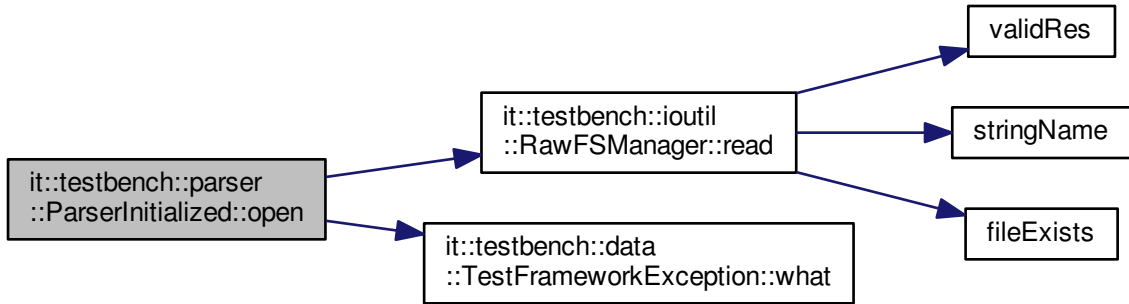 it::testbench::parser
::ParserInitialized::open
it::testbench::ioutil
::RawFSManager::read
it::testbench::data
::TestFrameworkException::what
validRes
stringName
fileExists